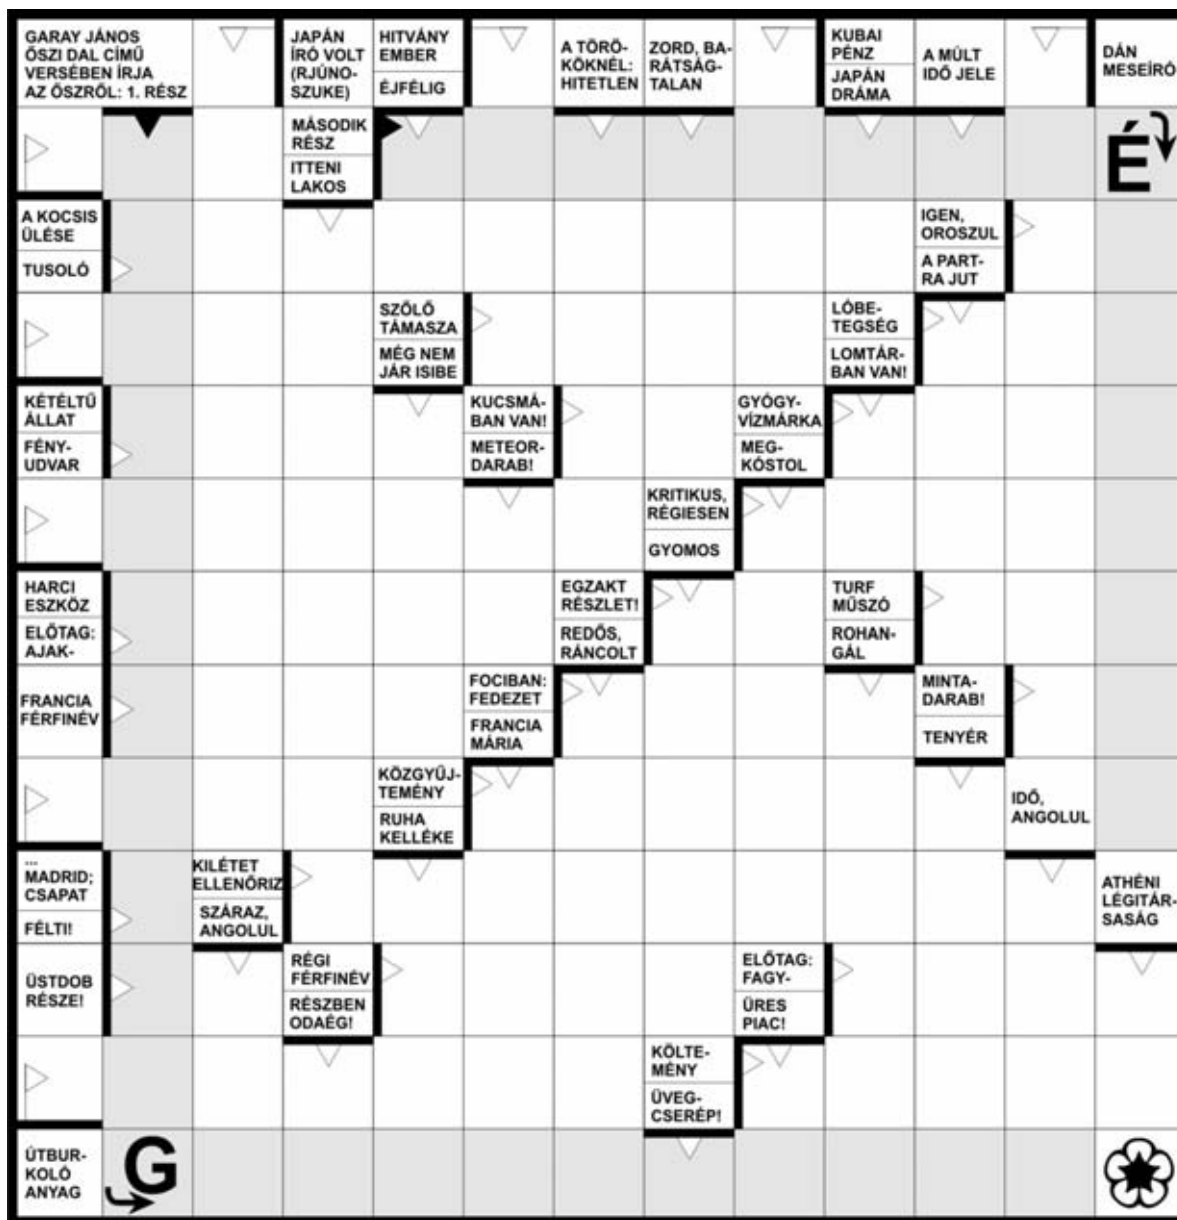 GARAY JÁNOS
ŐSZI DAL CÍMŰ
VERSÉBEN ÍRJA
AZ ŐSZRŐL: 1. RÉSZ
JAPÁN
ÍRÓ VOLT
(RJÚNO-
SZUKE)
HITVÁNY
EMBER
ÉJFÉLIG
A TÖRÖ-
KÖKNÉL:
HITETLEN
ZORD, BA-
RÁTSÁG-
TALAN
KUBAI
PÉNZ
JAPÁN
DRÁMA
A MÚLT
IDŐ JELE
DÁN
MESEÍRÓ
MÁSODIK
RÉSZ
ITTENI
LAKOS
É
A KOCSIS
ÜLÉSE
TUSOLÓ
IGEN,
OROSZUL
A PART-
RA JUT
SZŐLŐ
TÁMASZA
MÉG NEM
JÁR ISIBE
LÓBE-
TEGSÉG
LOMTÁR-
BAN VAN!
KÉTÉLTŰ
ÁLLAT
FÉNY-
UDVAR
KUCSMÁ-
BAN VAN!
METEOR-
DARAB!
GYÓGY-
VÍZMÁRKA
MEG-
KÓSTOL
KRITIKUS,
RÉGIESEN
GYOMOS
HARCI
ESZKÖZ
ELŐTAG:
AJAK-
EGZAKT
RÉSZLET!
REDŐS,
RÁNCOLT
TURF
MŰSZÓ
ROHAN-
GÁL
FRANCIA
FÉRFINÉV
FOCIBAN:
FEDEZET
FRANCIA
MÁRIA
MINTA-
DARAB!
TENYÉR
KÖZGYŰJ-
TEMÉNY
RUHA
KELLÉKE
IDŐ,
ANGOLUL
...
MADRID;
CSAPAT
FÉLTI!
KILÉTET
ELLENŐRIZ
SZÁRAZ,
ANGOLUL
ATHÉNI
LÉGITÁR-
SASÁG
ÜSTDOB
RÉSZE!
RÉGI
FÉRFINÉV
RÉSZBEN
ODAÉG!
ELŐTAG:
FAGY-
ÜRES
PIAC!
KÖLTE-
MÉNY
ÜVEG-
CSERÉP!
ÚTBUR-
KOLÓ
ANYAG
G